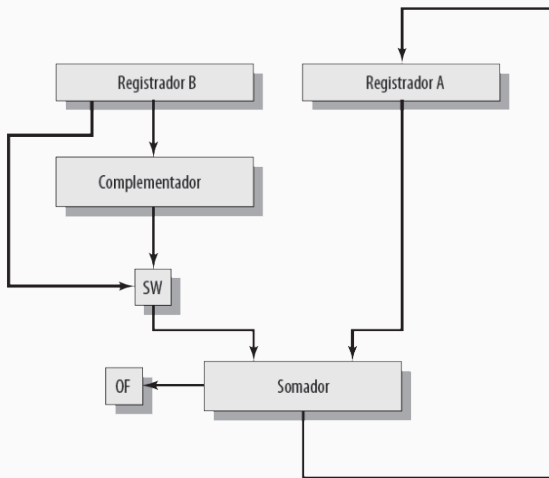 Registrador B
Registrador A
Complementador
SW
OF
Somador